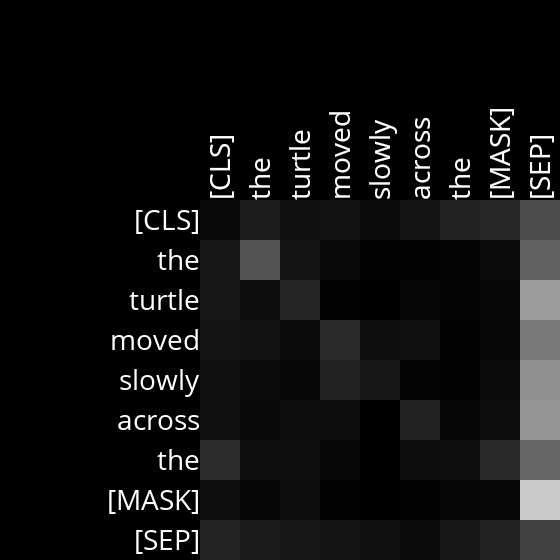 [CLS] the turtle moved slowly across the [MASK] [SEP]
[CLS]
the
turtle
moved
slowly
across
the
[MASK]
[SEP]